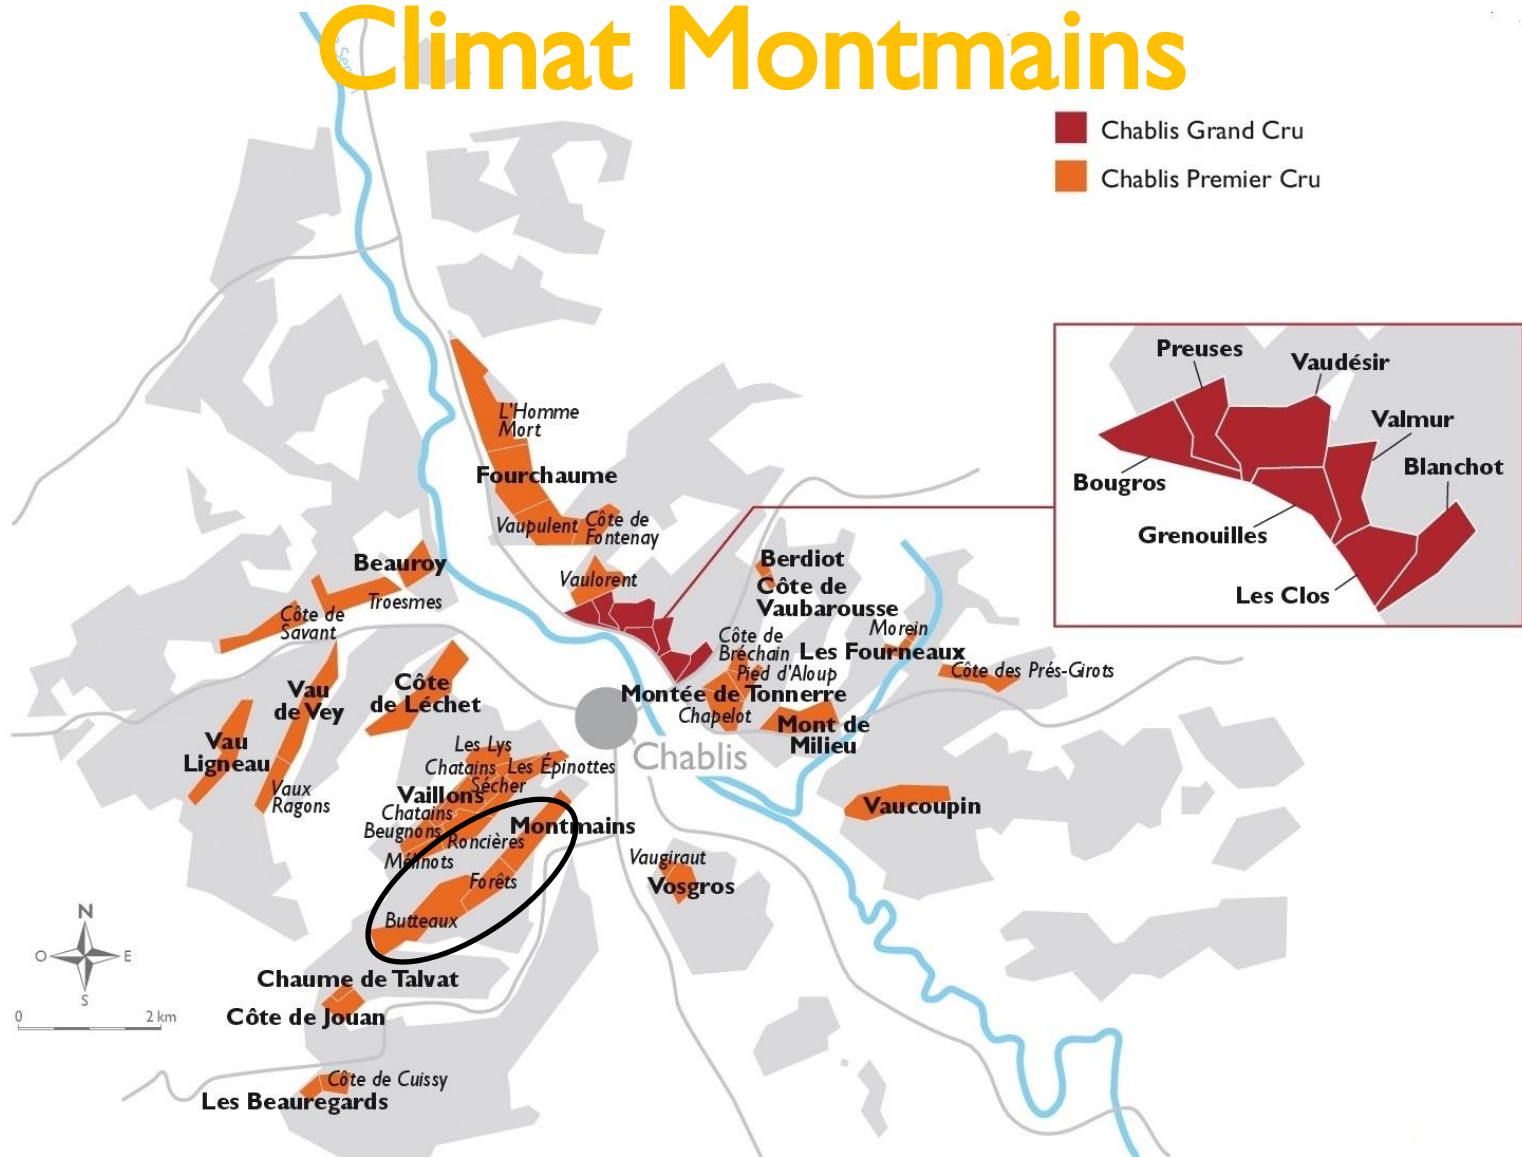 Climat Montmains
Chablis Grand Cru
Chablis Premier Cru
Preuses
Vaudésir
Valmur
Blanchot
Bougros
Grenouilles
Les Clos
L'Homme
Mort
Fourchaume
Vaupulent
Côte de
Fontenay
Vaulorent
Beauroy
Troesmes
Côte de
Savant
Berdiot
Côte de
Vaubarousse
Morein
Côte de
Bréchain
Les Fourneaux
Pied d'Aloup
Côte des Prés-Girots
Montée de Tonnerre
Chapelot
Mont de
Milieu
Chablis
Vau
de Vey
Côte
de Léchet
Vau
Ligneau
Vaux
Ragons
Les Lys
Chatains
Les Épinottes
Sécher
Vaillons
Chatains
Beugnons
Roncières
Mélinots
Montmains
Forêts
Butteaux
Vaucoupin
Vaugiraut
Vosgros
Chaume de Talvat
Côte de Jouan
Côte de Cuissy
Les Beauregards
N
O
E
S
0
2 km